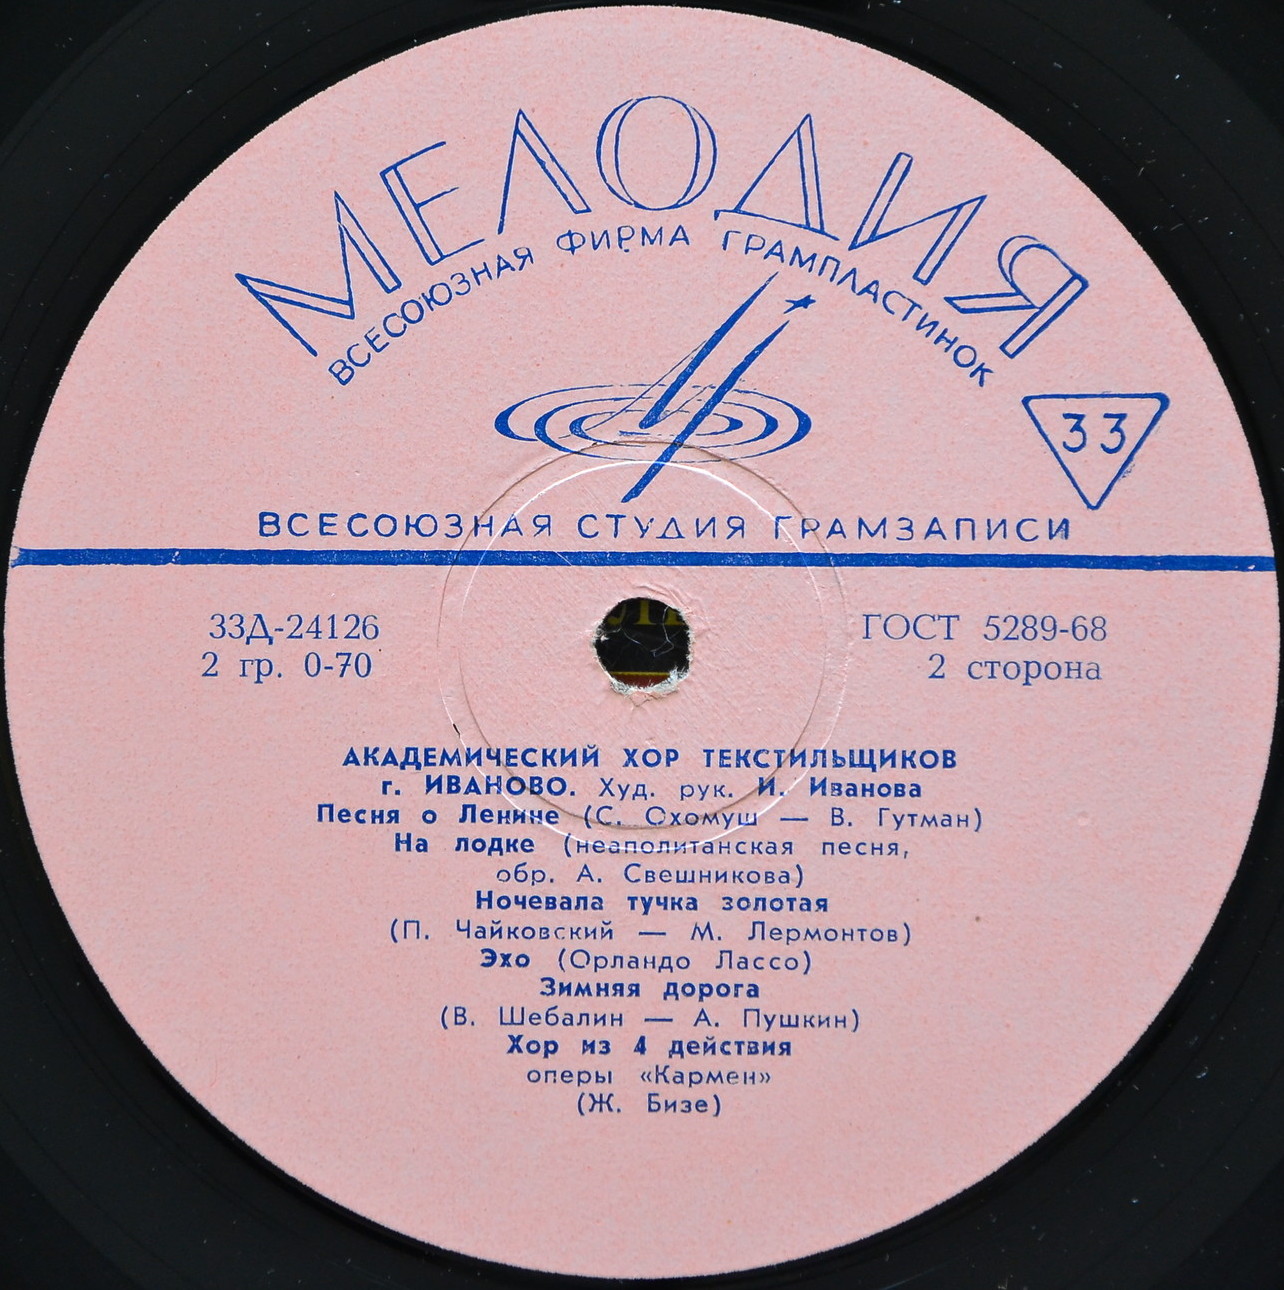 МЕЛОДИЯ
ВСЕСОЮЗНАЯ ФИРМА ГРАМПЛАСТИНОК
33
ВСЕСОЮЗНАЯ СТУДИЯ ГРАМЗАПИСИ
33Д-24126 ГОСТ 5289-68
2 гр. 0-70 2 сторона
АКАДЕМИЧЕСКИЙ ХОР ТЕКСТИЛЬЩИКОВ
г. ИВАНОВО. Худ. рук. И. Иванова
Песня о Ленине (С. Охомуш — В. Гутман)
На лодке (неаполитанская песня,
обр. А. Свешникова)
Ночевала тучка золотая
(П. Чайковский — М. Лермонтов)
Эхо (Орландо Лассо)
Зимняя дорога
(В. Шебалин — А. Пушкин)
Хор из 4 действия
оперы «Кармен»
(Ж. Бизе)